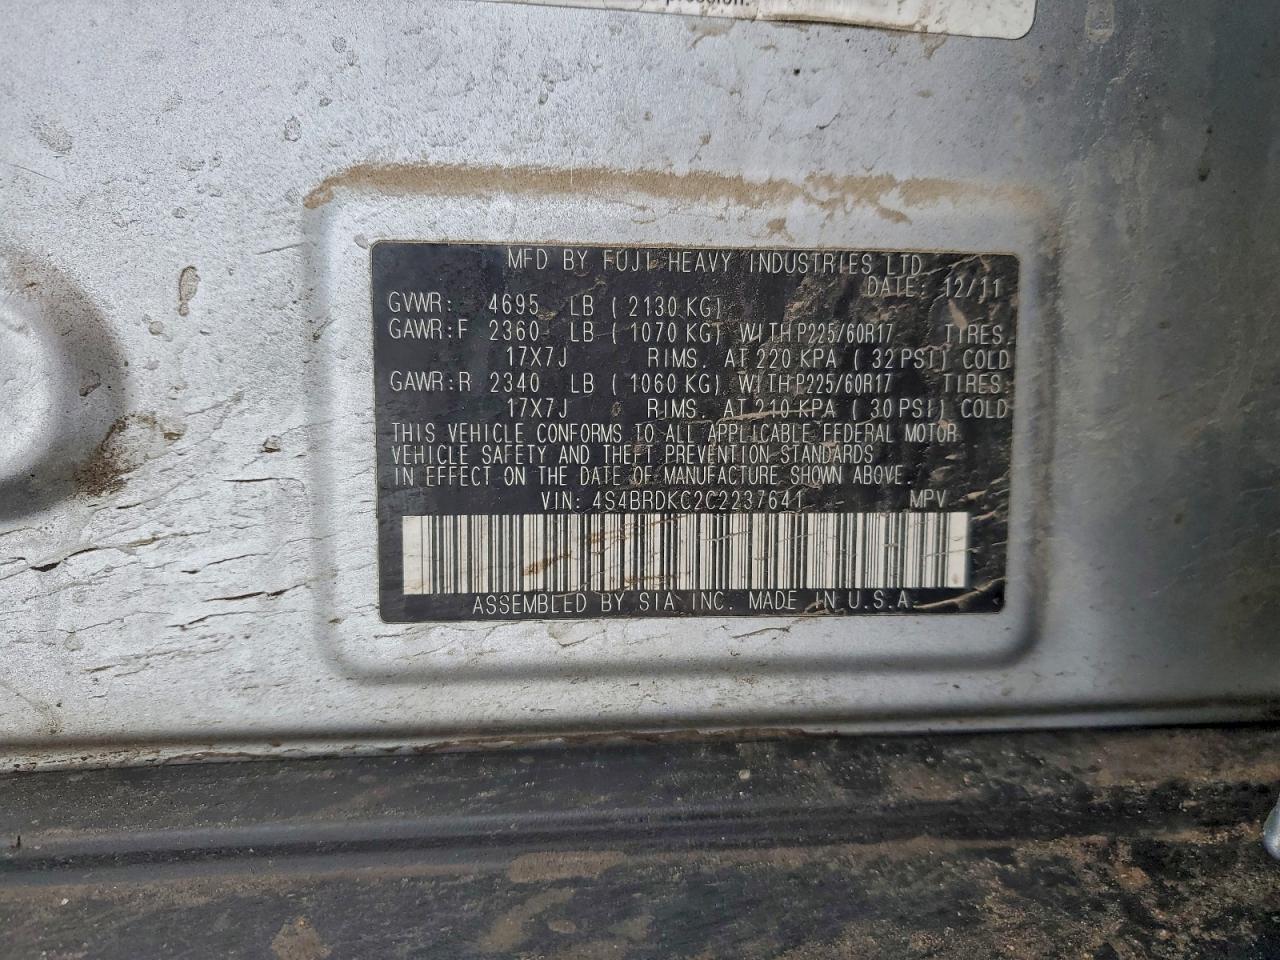 pression.
MFD BY FUJI HEAVY INDUSTRIES LTD
DATE: 12/11
GVWR: 4695 LB (2130 KG)
GAWR:F 2360 LB (1070 KG) WITH P225/60R17 TIRES.
17X7J RIMS. AT 220 KPA (32 PSI) COLD
GAWR:R 2340 LB (1060 KG) WITH P225/60R17 TIRES.
17X7J RIMS. AT 210 KPA (30 PSI) COLD
THIS VEHICLE CONFORMS TO ALL APPLICABLE FEDERAL MOTOR
VEHICLE SAFETY AND THEFT PREVENTION STANDARDS
IN EFFECT ON THE DATE OF MANUFACTURE SHOWN ABOVE.
VIN: 4S4BRDKC2C2237641 MPV
ASSEMBLED BY SIA INC. MADE IN U.S.A.